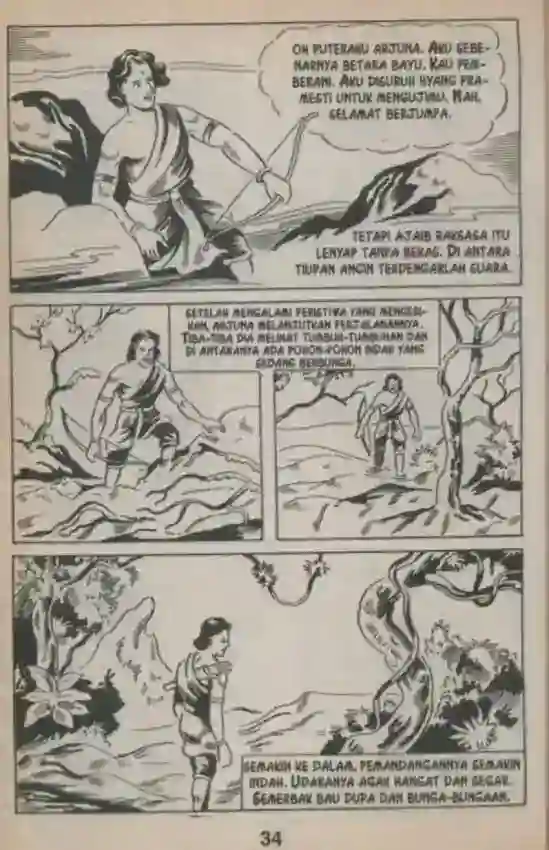 OH PUTERAKU ARJUNA. AKU SEBE-
NARNYA BETARA BAYU. KAU PEM-
BERANI. AKU DISURUH HYANG PRA-
MESTI UNTUK MENGUJIMU. NAH,
SELAMAT BERJUMPA.
TETAPI AJAIB RAKSASA ITU
LENYAP TANPA BEKAS. DI ANTARA
TIUPAN ANGIN TERDENGARLAH SUARA.
SETELAH MENGALAMI PERISTIWA YANG MENGERI-
KAN, ARJUNA MELANJUTKAN PERJALANANNYA.
TIBA-TIBA DIA MELIHAT TUMBUH-TUMBUHAN DAN
DI ANTARANYA ADA POHON-POHON INDAH YANG
SEDANG BERBUNGA.
SEMAKIN KE DALAM, PEMANDANGANNYA SEMAKIN
INDAH. UDARANYA AGAK HANGAT DAN SEGAR.
SEMERBAK BAU DUPA DAN BUNGA-BUNGAAN.
34